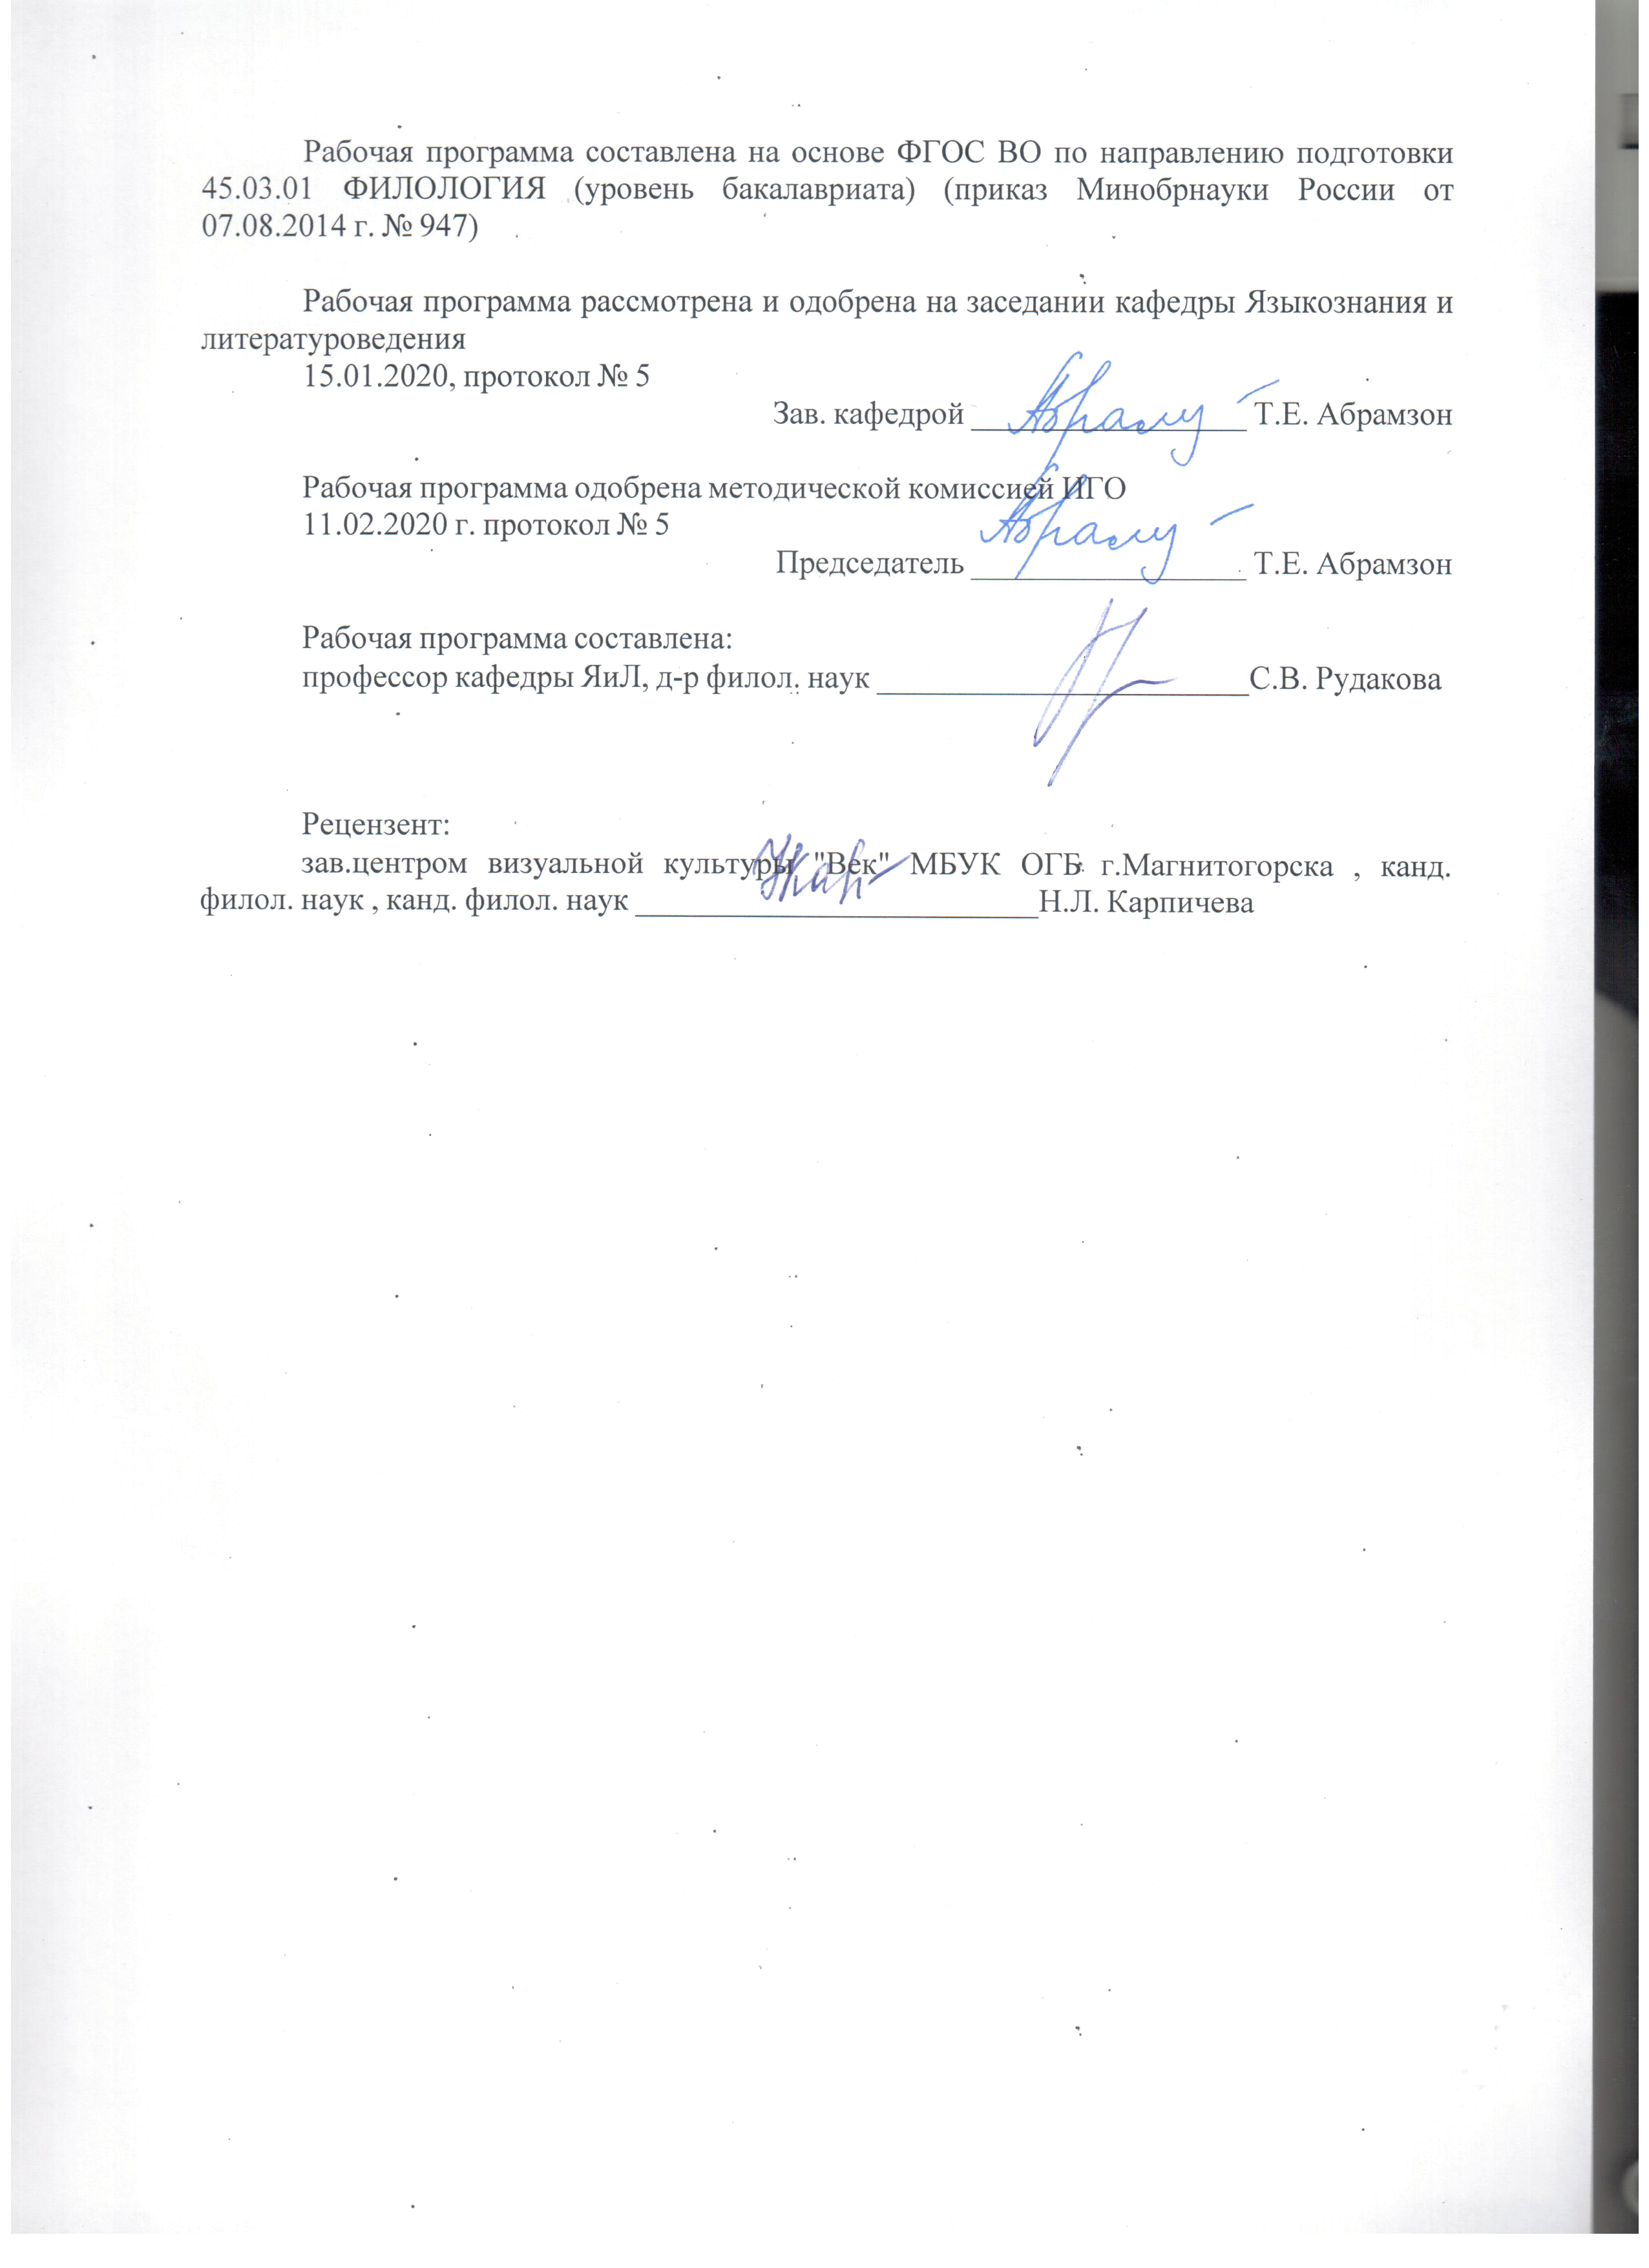 Рабочая программа составлена на основе ФГОС ВО по направлению подготовки
45.03.01 ФИЛОЛОГИЯ (уровень бакалавриата) (приказ Минобрнауки России от
07.08.2014 г. № 947)
Рабочая программа рассмотрена и одобрена на заседании кафедры Языкознания и
литературоведения
15.01.2020, протокол № 5
Зав. кафедрой ____________________ Т.Е. Абрамзон
Рабочая программа одобрена методической комиссией ИГО
11.02.2020 г. протокол № 5
Председатель ____________________ Т.Е. Абрамзон
Рабочая программа составлена:
профессор кафедры ЯиЛ, д-р филол. наук ___________________________С.В. Рудакова
Рецензент:
зав.центром визуальной культуры "Век" МБУК ОГБ г.Магнитогорска , канд.
филол. наук , канд. филол. наук _____________________________Н.Л. Карпичева